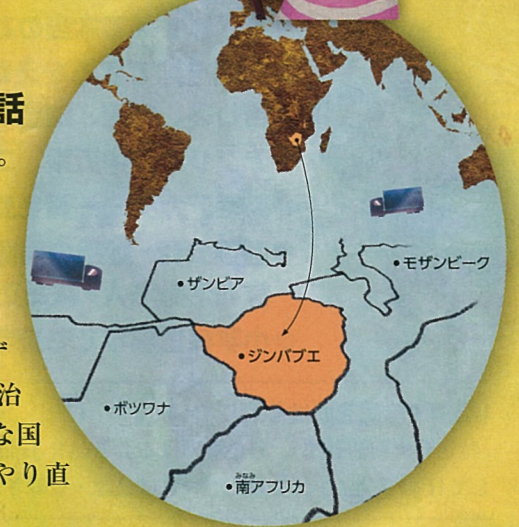 話
。
ず
治
な国
やり直
•ザンビア
•モザンビーク
•ジンバブエ
•ボツワナ
みなみ
•南アフリカ